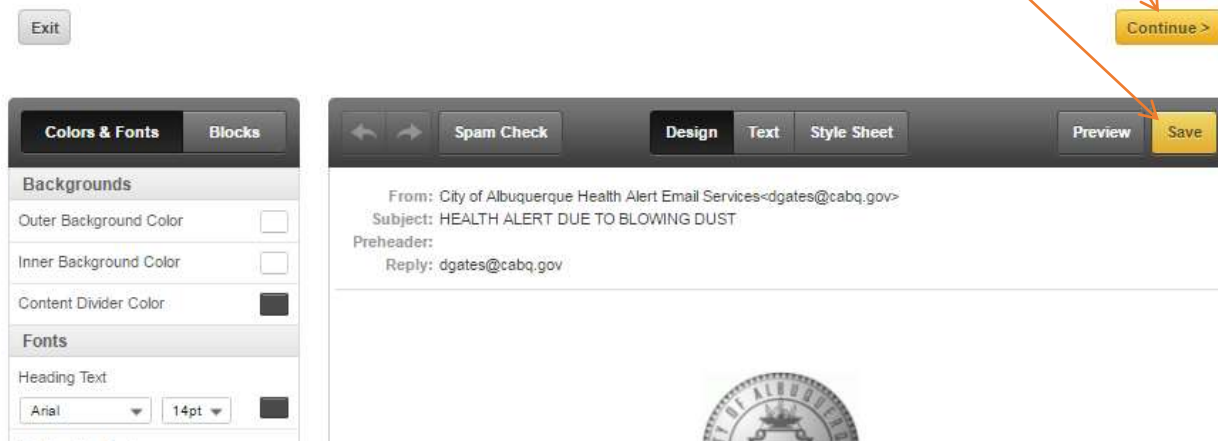 Exit
Continue >
Colors & Fonts Blocks
Spam Check Design Text Style Sheet Preview Save
Backgrounds
Outer Background Color
Inner Background Color
Content Divider Color
Fonts
Heading Text
Arial 14pt
From: City of Albuquerque Health Alert Email Services<dgates@cabq.gov>
Subject: HEALTH ALERT DUE TO BLOWING DUST
Preheader:
Reply: dgates@cabq.gov
OF ALBUQUERQ